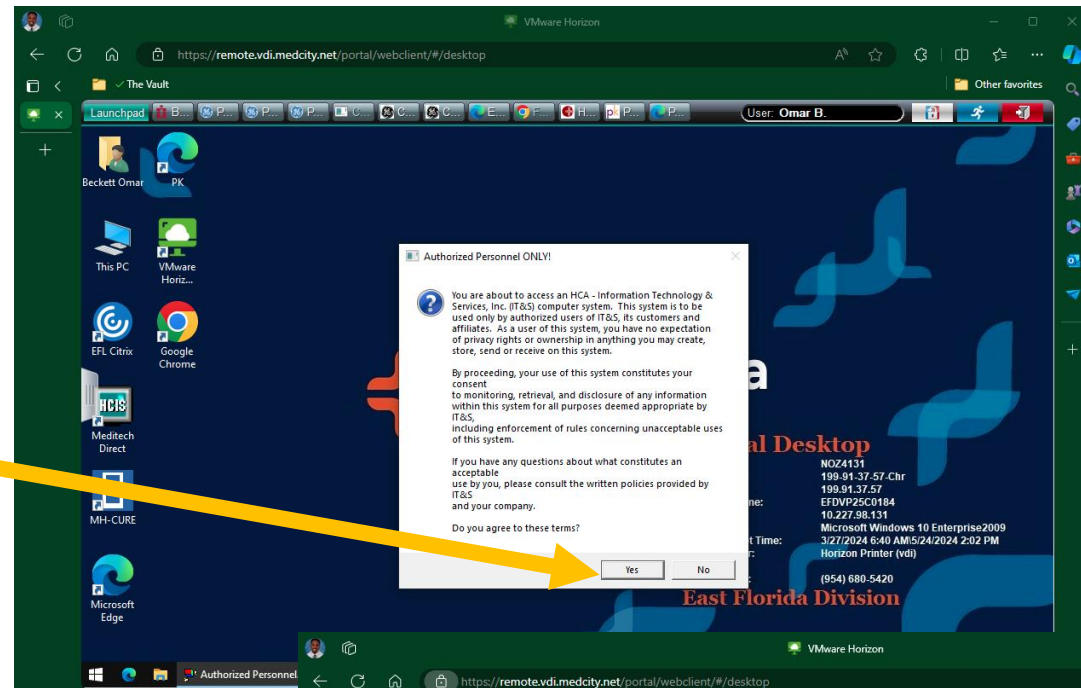 VMware Horizon
https://remote.vdi.medcity.net/portal/webclient/#/desktop
The Vault
Other favorites
Launchpad B... P... P... P... C... C... C... E... F... H... P... P... User: Omar B.
Beckett Omar
PK
This PC
VMware
Horiz...
EFL Citrix
Google
Chrome
HCIS
Meditech
Direct
MH-CURE
Microsoft
Edge
Authorized Personnel ONLY!
You are about to access an HCA - Information Technology &
Services, Inc. (IT&S) computer system. This system is to be
used only by authorized users of IT&S, its customers and
affiliates. As a user of this system, you have no expectation
of privacy rights or ownership in anything you may create,
store, send or receive on this system.
By proceeding, your use of this system constitutes your
consent
to monitoring, retrieval, and disclosure of any information
within this system for all purposes deemed appropriate by
IT&S,
including enforcement of rules concerning unacceptable uses
of this system.
If you have any questions about what constitutes an
acceptable
use by you, please consult the written policies provided by
IT&S
and your company.
Do you agree to these terms?
Yes No
a
al Desktop
NOZ4131
199-91-37-57-Chr
199.91.37.57
ne: EFDVP25C0184
10.227.98.131
Microsoft Windows 10 Enterprise2009
t Time: 3/27/2024 6:40 AM\5/24/2024 2:02 PM
r: Horizon Printer (vdi)
: (954) 680-5420
East Florida Division
Authorized Personnel
VMware Horizon
https://remote.vdi.medcity.net/portal/webclient/#/desktop